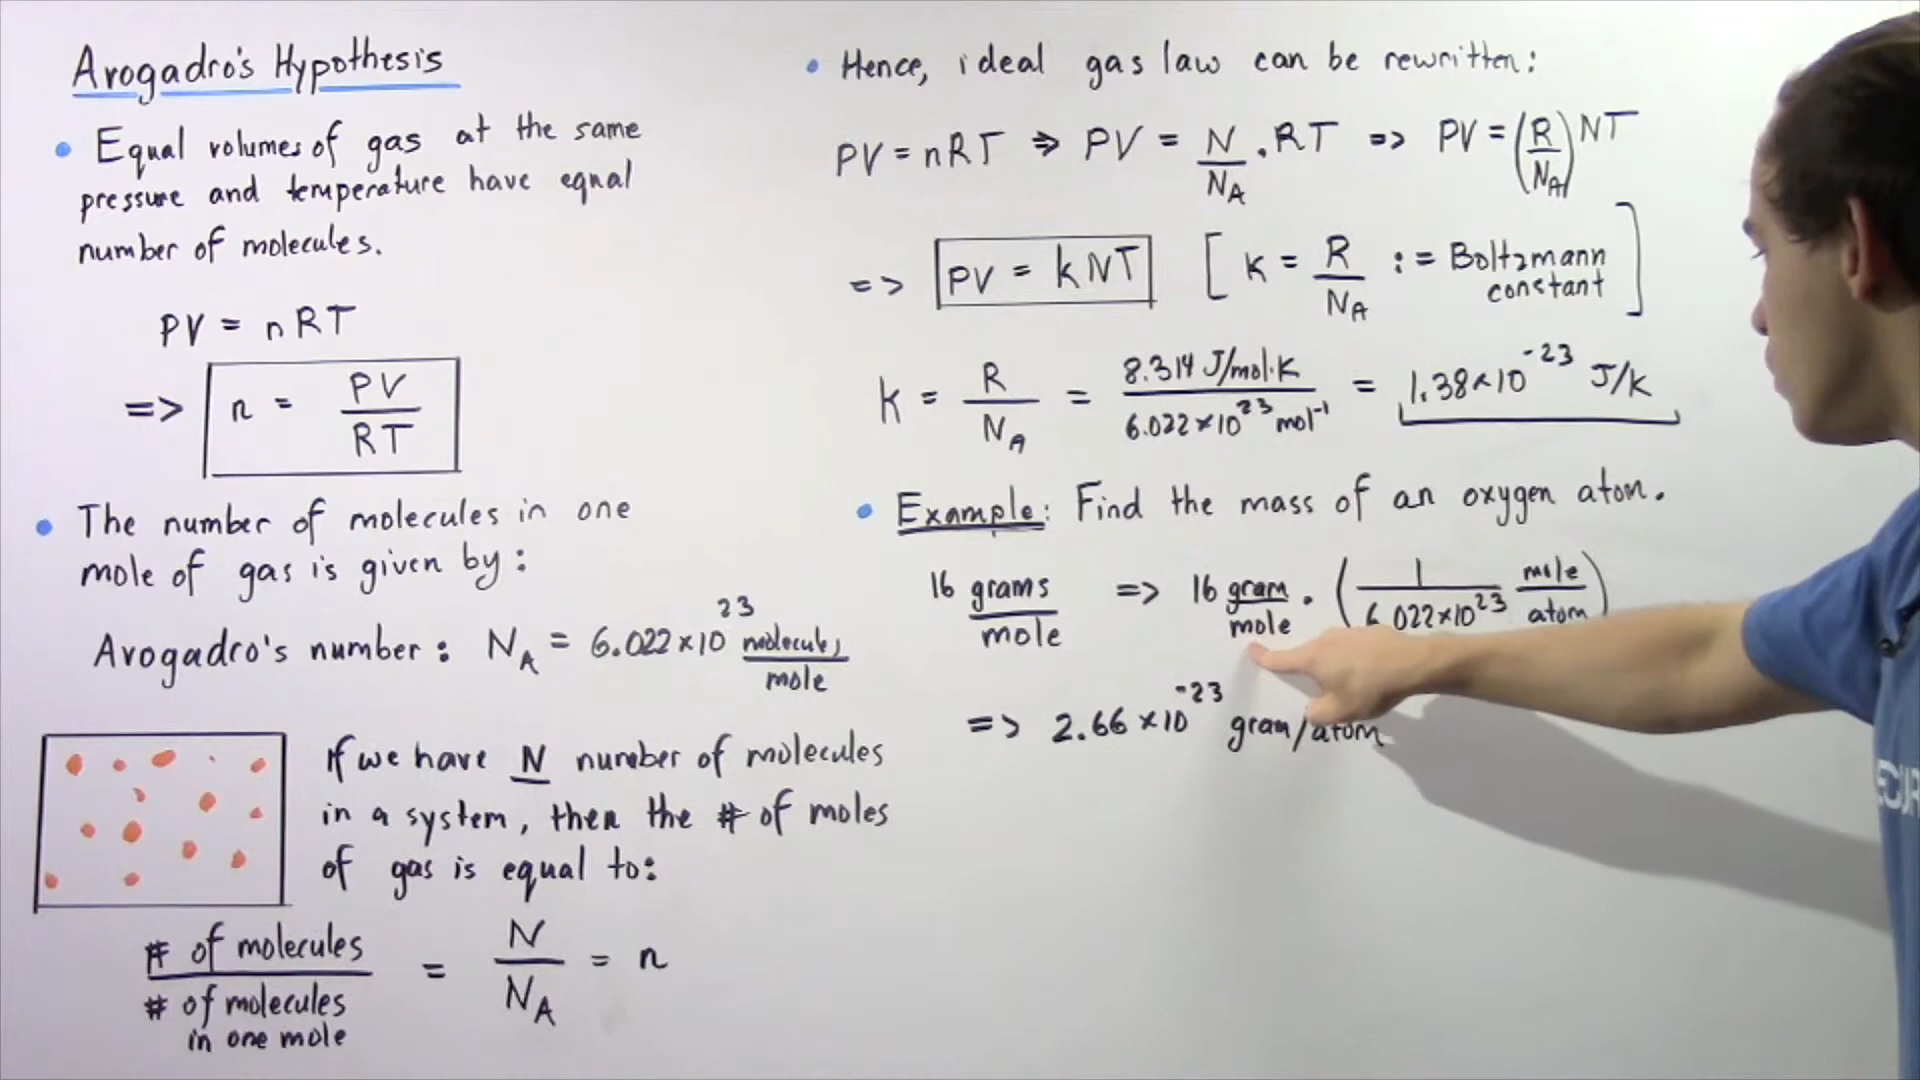 Avogadro's Hypothesis
• Equal volumes of gas at the same
pressure and temperature have equal
number of molecules.
PV = nRT
=> n = PV / RT
• The number of molecules in one
mole of gas is given by:
Avogadro's number: N_A = 6.022×10^23 molecules / mole
If we have N number of molecules
in a system, then the # of moles
of gas is equal to:
# of molecules / # of molecules in one mole = N / N_A = n
• Hence, ideal gas law can be rewritten:
PV = nRT => PV = N / N_A . RT => PV = (R / N_A) NT
=> PV = kNT [k = R / N_A := Boltzmann constant]
k = R / N_A = 8.314 J/mol·K / 6.022×10^23 mol^-1 = 1.38×10^-23 J/K
• Example: Find the mass of an oxygen atom.
16 grams / mole => 16 gram / mole . (1 / 6.022×10^23 mole / atom)
=> 2.66×10^-23 gram/atom